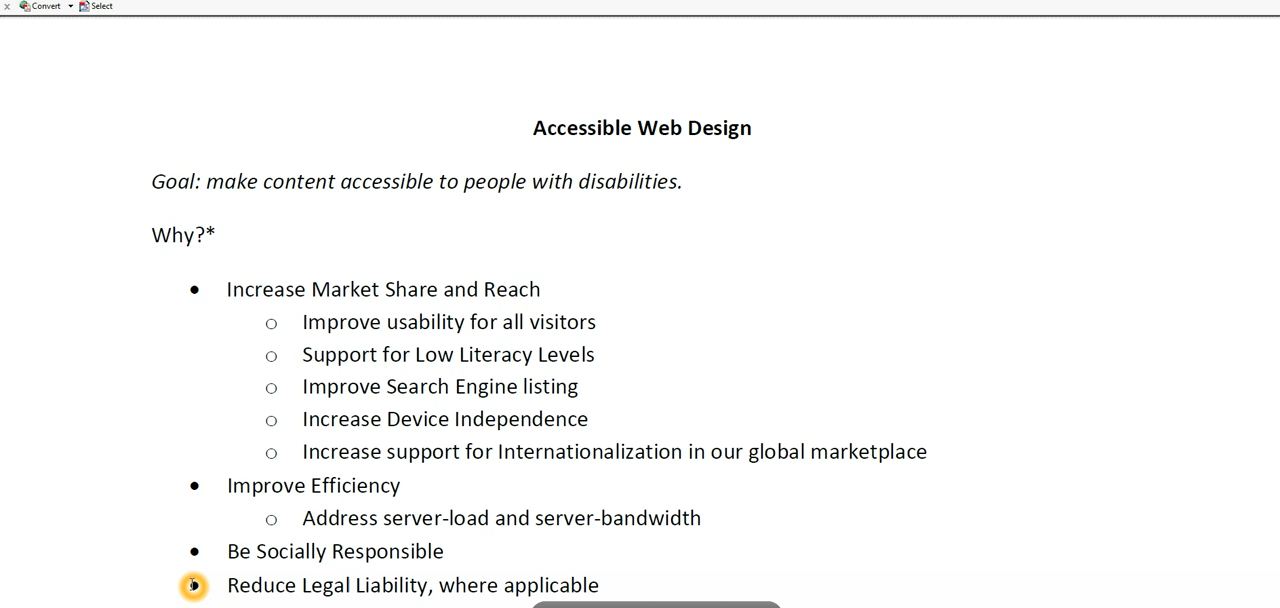 x Convert Select
Accessible Web Design
Goal: make content accessible to people with disabilities.
Why?*
• Increase Market Share and Reach
o Improve usability for all visitors
o Support for Low Literacy Levels
o Improve Search Engine listing
o Increase Device Independence
o Increase support for Internationalization in our global marketplace
• Improve Efficiency
o Address server-load and server-bandwidth
• Be Socially Responsible
• Reduce Legal Liability, where applicable